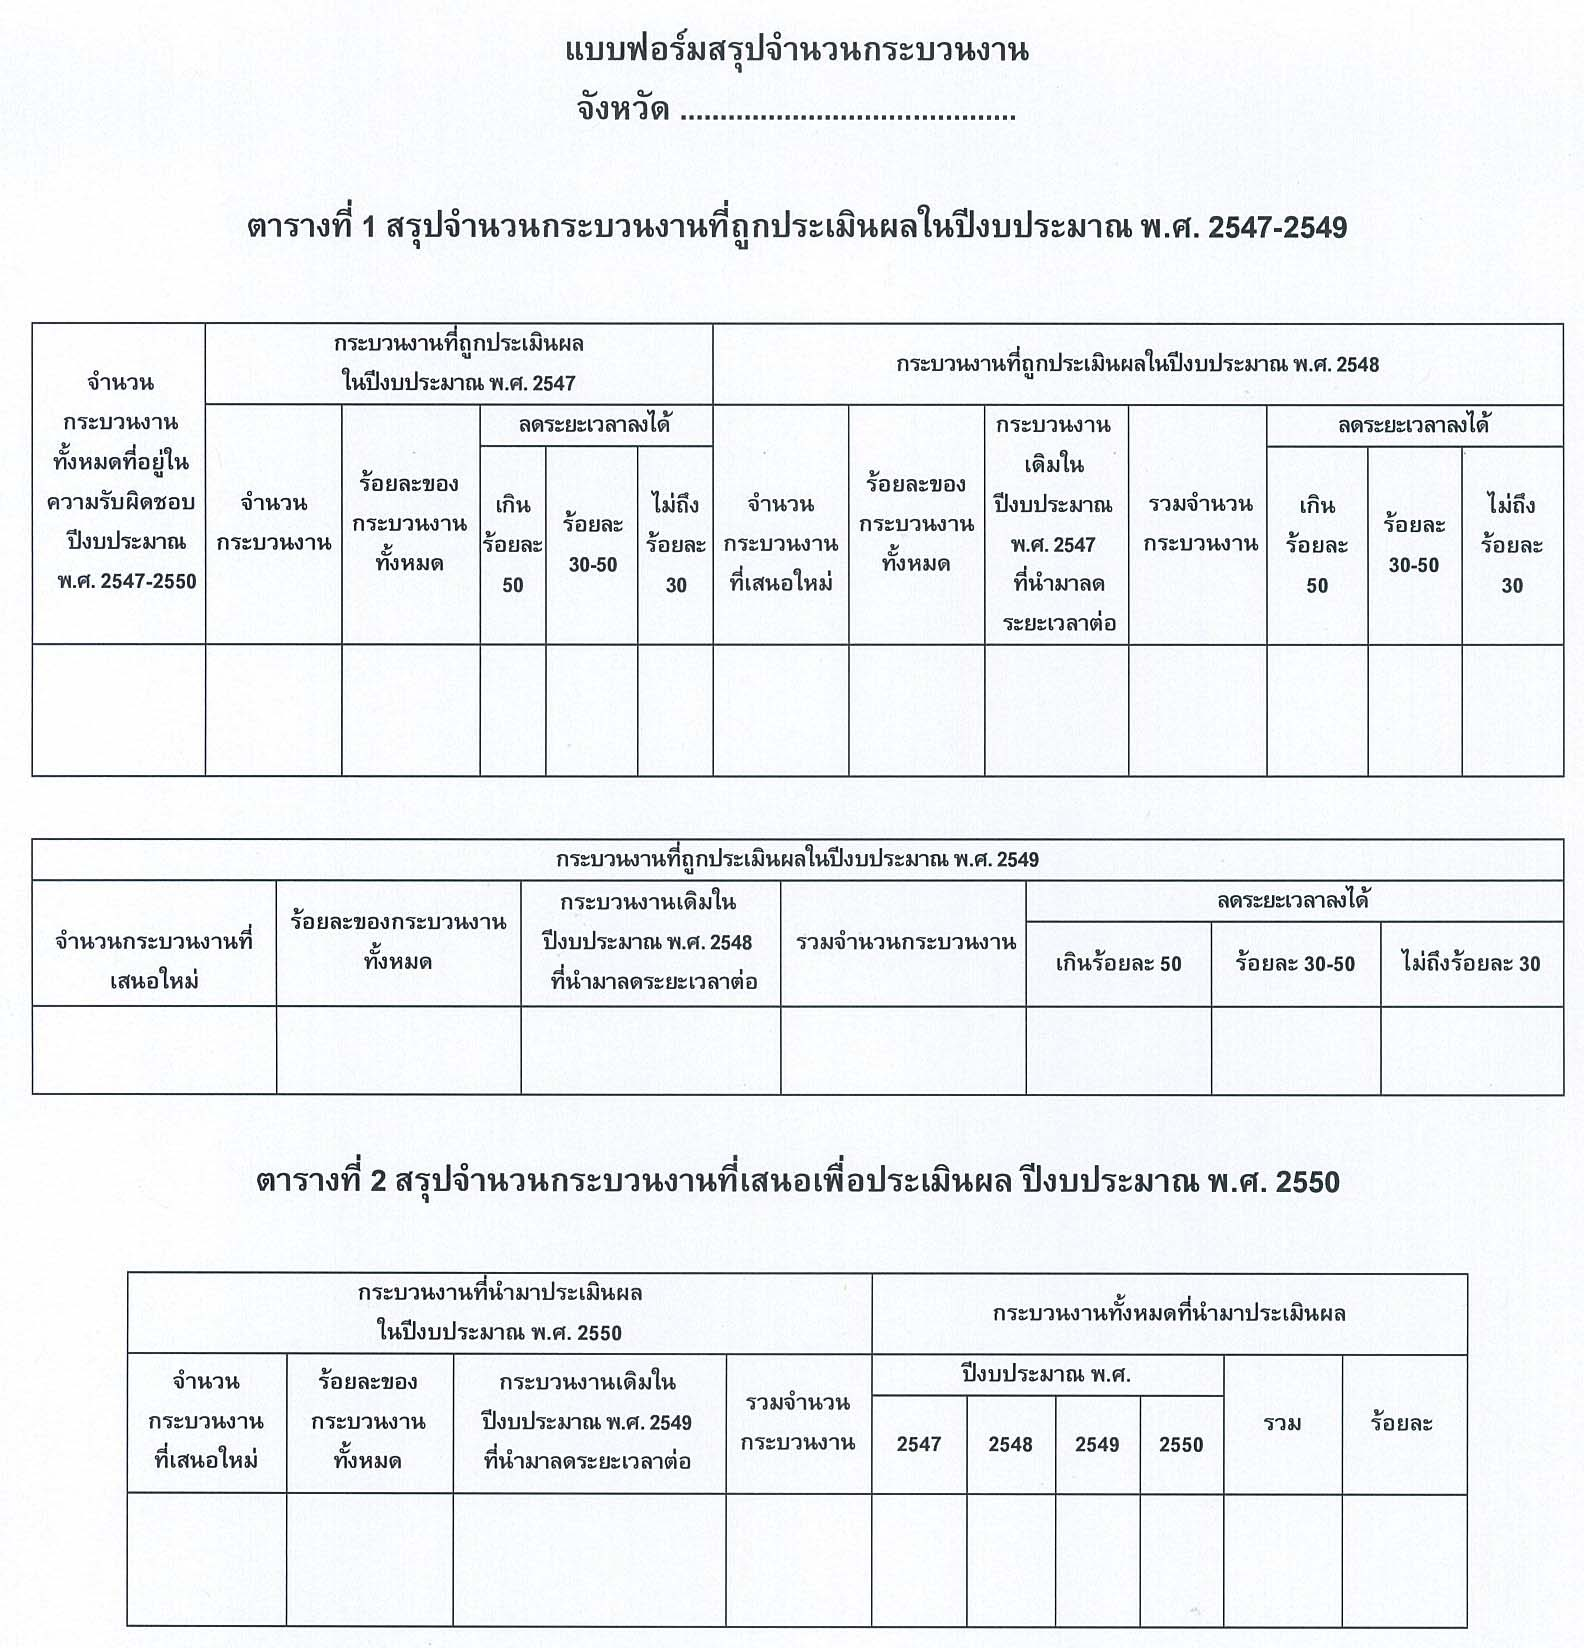 แบบฟอร์มสรุปจำนวนกระบวนงาน
จังหวัด ..........................................
ตารางที่ 1 สรุปจำนวนกระบวนงานที่ถูกประเมินผลในปีงบประมาณ พ.ศ. 2547-2549
จำนวน
กระบวนงาน
ทั้งหมดที่อยู่ใน
ความรับผิดชอบ
ปีงบประมาณ
พ.ศ. 2547-2550
กระบวนงานที่ถูกประเมินผล
ในปีงบประมาณ พ.ศ. 2547
จำนวน
กระบวนงาน
ร้อยละของ
กระบวนงาน
ทั้งหมด
ลดระยะเวลาลงได้
เกิน
ร้อยละ
50
ร้อยละ
30-50
ไม่ถึง
ร้อยละ
30
กระบวนงานที่ถูกประเมินผลในปีงบประมาณ พ.ศ. 2548
จำนวน
กระบวนงาน
ที่เสนอใหม่
ร้อยละของ
กระบวนงาน
ทั้งหมด
กระบวนงาน
เดิมใน
ปีงบประมาณ
พ.ศ. 2547
ที่นำมาลด
ระยะเวลาต่อ
รวมจำนวน
กระบวนงาน
ลดระยะเวลาลงได้
เกิน
ร้อยละ
50
ร้อยละ
30-50
ไม่ถึง
ร้อยละ
30
กระบวนงานที่ถูกประเมินผลในปีงบประมาณ พ.ศ. 2549
จำนวนกระบวนงานที่
เสนอใหม่
ร้อยละของกระบวนงาน
ทั้งหมด
กระบวนงานเดิมใน
ปีงบประมาณ พ.ศ. 2548
ที่นำมาลดระยะเวลาต่อ
รวมจำนวนกระบวนงาน
ลดระยะเวลาลงได้
เกินร้อยละ 50
ร้อยละ 30-50
ไม่ถึงร้อยละ 30
ตารางที่ 2 สรุปจำนวนกระบวนงานที่เสนอเพื่อประเมินผล ปีงบประมาณ พ.ศ. 2550
กระบวนงานที่นำมาประเมินผล
ในปีงบประมาณ พ.ศ. 2550
จำนวน
กระบวนงาน
ที่เสนอใหม่
ร้อยละของ
กระบวนงาน
ทั้งหมด
กระบวนงานเดิมใน
ปีงบประมาณ พ.ศ. 2549
ที่นำมาลดระยะเวลาต่อ
รวมจำนวน
กระบวนงาน
กระบวนงานทั้งหมดที่นำมาประเมินผล
ปีงบประมาณ พ.ศ.
2547
2548
2549
2550
รวม
ร้อยละ